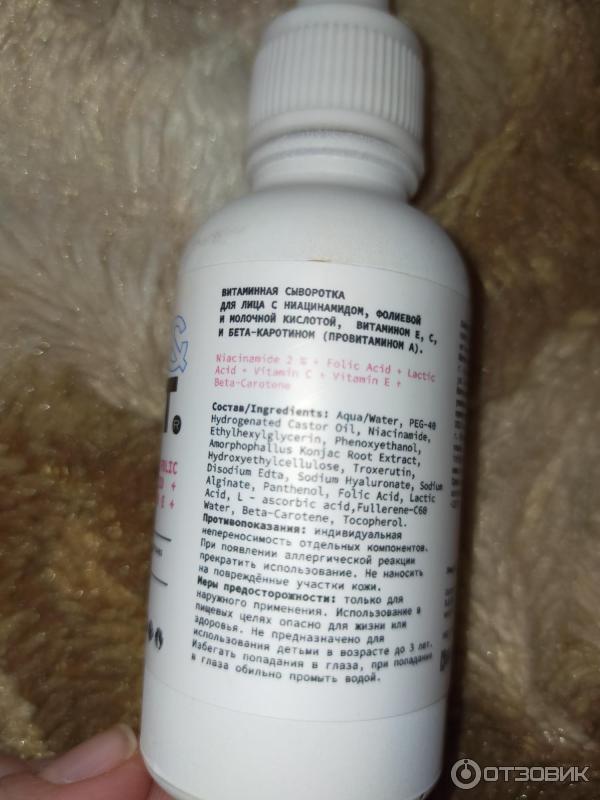 ВИТАМИННАЯ СЫВОРОТКА
ДЛЯ ЛИЦА С НИАЦИНАМИДОМ, ФОЛИЕВОЙ
И МОЛОЧНОЙ КИСЛОТОЙ, ВИТАМИНОМ Е, С,
И БЕТА-КАРОТИНОМ (ПРОВИТАМИНОМ А).
Niacinamide 2 % + Folic Acid + Lactic
Acid + Vitamin C + Vitamin E +
Beta-Carotene
Состав/Ingredients: Aqua/Water, PEG-40
Hydrogenated Castor Oil, Niacinamide,
Ethylhexylglycerin, Phenoxyethanol,
Amorphophallus Konjac Root Extract,
Hydroxyethylcellulose, Troxerutin,
Disodium Edta, Sodium Hyaluronate, Sodium
Alginate, Panthenol, Folic Acid, Lactic
Acid, L - ascorbic acid,Fullerene-C60
Water, Beta-Carotene, Tocopherol.
Противопоказания: индивидуальная
непереносимость отдельных компонентов.
При появлении аллергической реакции
прекратить использование. Не наносить
на повреждённые участки кожи.
Меры предосторожности: только для
наружного применения. Использование в
пищевых целях опасно для жизни или
здоровья. Не предназначено для
использования детьми в возрасте до 3 лет.
Избегать попадания в глаза, при попадании
в глаза обильно промыть водой.
&
T.®
FOLIC
+
E +
ОТЗОВИК